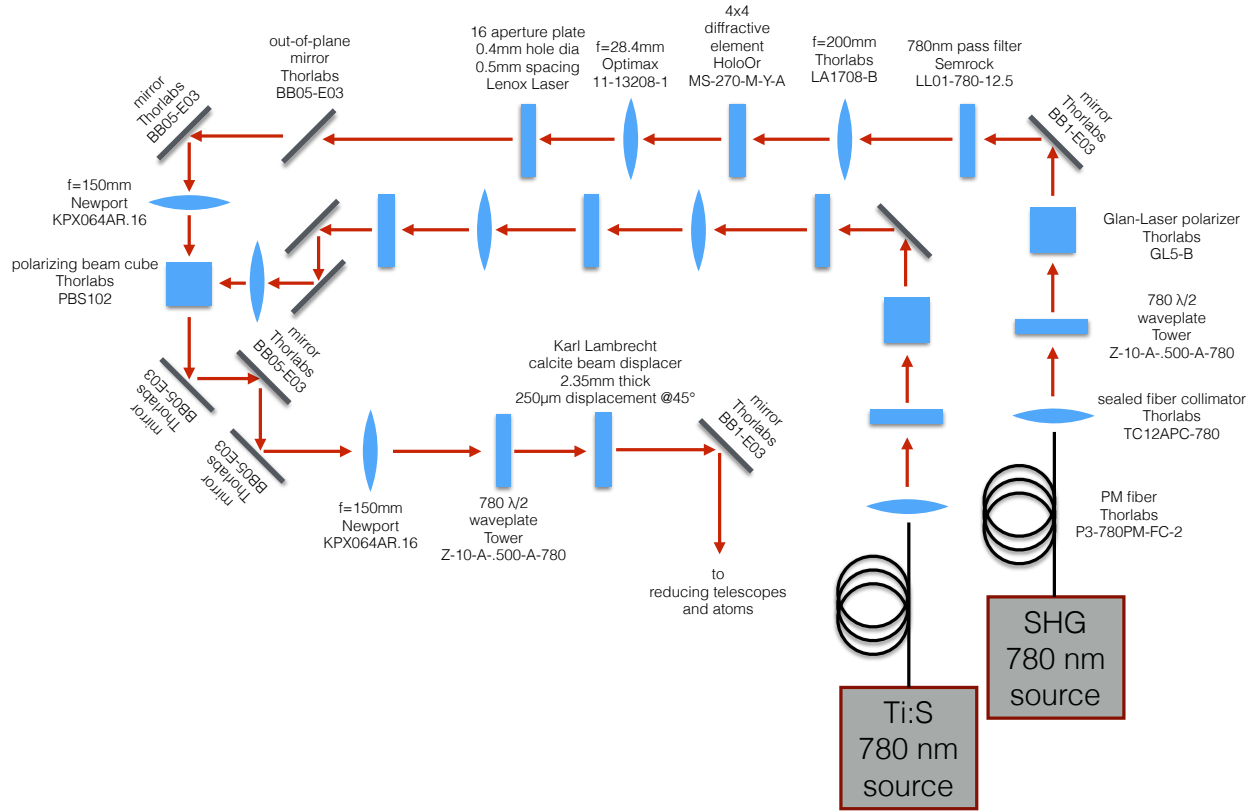 16 aperture plate
0.4mm hole dia
0.5mm spacing
Lenox Laser
f=28.4mm
Optimax
11-13208-1
4x4
diffractive
element
HoloOr
MS-270-M-Y-A
f=200mm
Thorlabs
LA1708-B
780nm pass filter
Semrock
LL01-780-12.5
out-of-plane
mirror
Thorlabs
BB05-E03
mirror
Thorlabs
BB05-E03
mirror
Thorlabs
BB1-E03
f=150mm
Newport
KPX064AR.16
Glan-Laser polarizer
Thorlabs
GL5-B
polarizing beam cube
Thorlabs
PBS102
780 λ/2
waveplate
Tower
Z-10-A-.500-A-780
mirror
Thorlabs
BB05-E03
Karl Lambrecht
calcite beam displacer
2.35mm thick
250μm displacement @45°
BB05-E03
Thorlabs
mirror
mirror
Thorlabs
BB1-E03
sealed fiber collimator
Thorlabs
TC12APC-780
BB05-E03
Thorlabs
mirror
f=150mm
Newport
KPX064AR.16
780 λ/2
waveplate
Tower
Z-10-A-.500-A-780
PM fiber
Thorlabs
P3-780PM-FC-2
to
reducing telescopes
and atoms
SHG
780 nm
source
Ti:S
780 nm
source